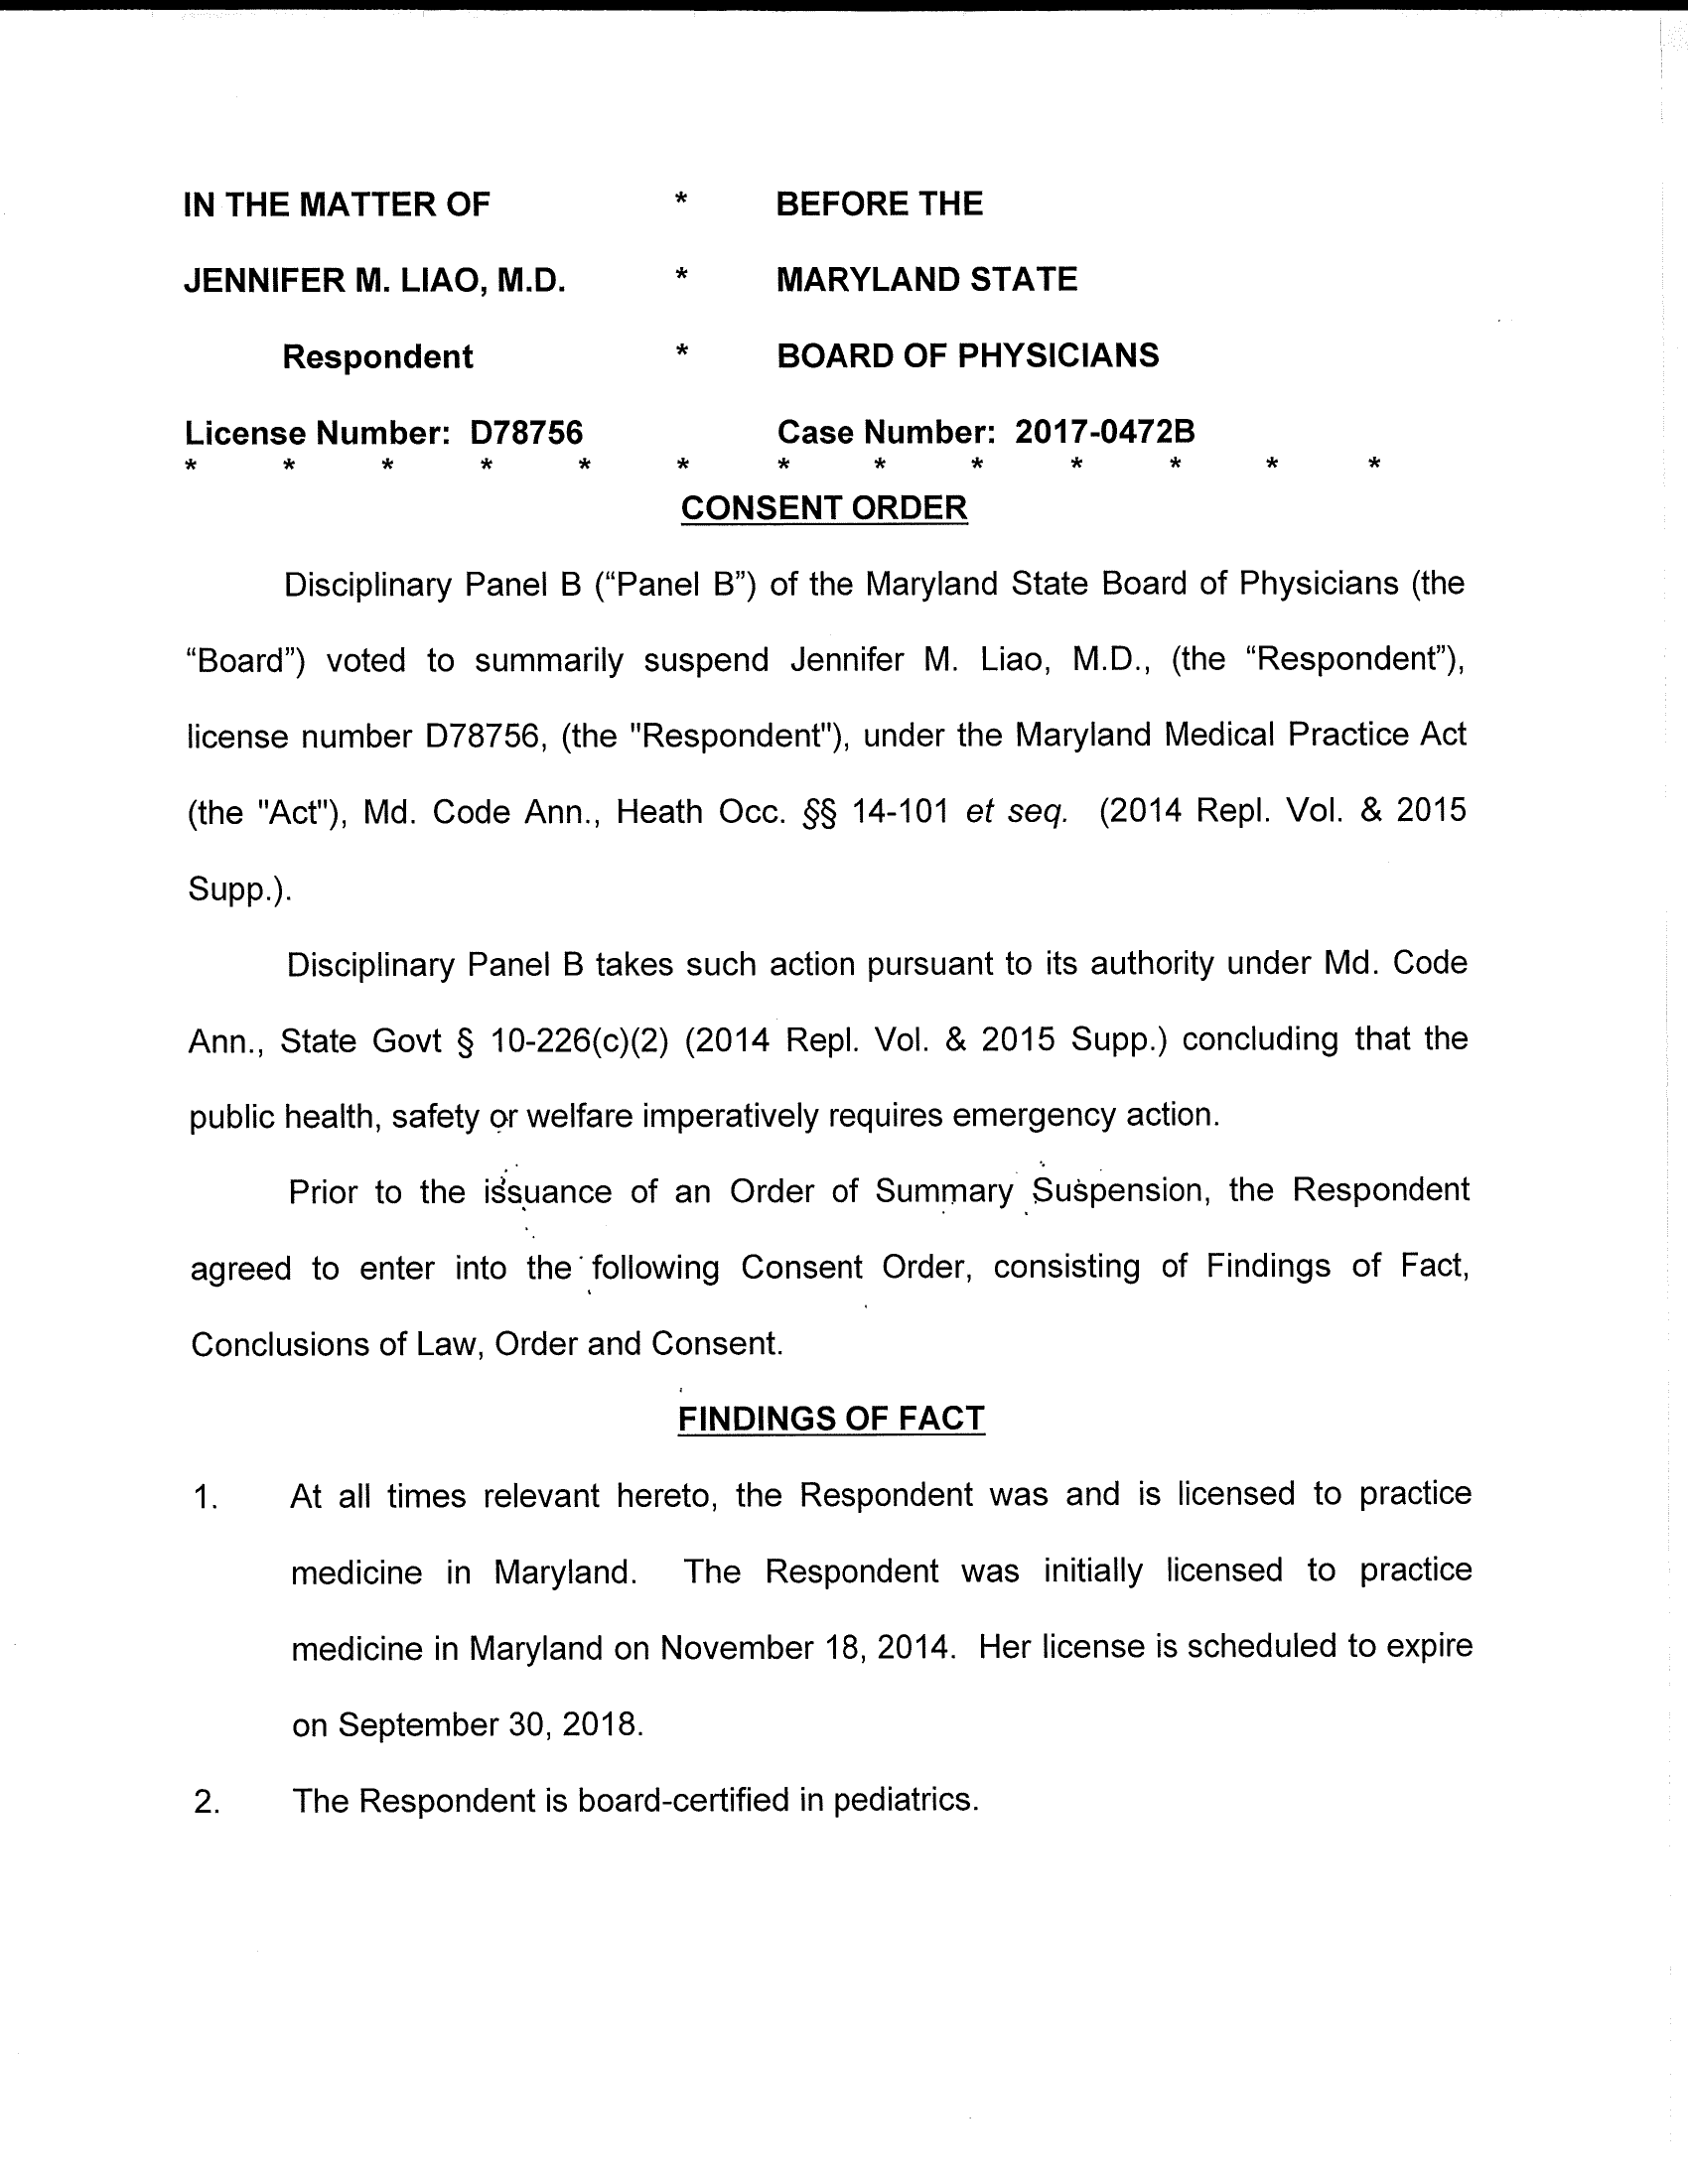 IN THE MATTER OF * BEFORE THE
JENNIFER M. LIAO, M.D. * MARYLAND STATE
Respondent * BOARD OF PHYSICIANS
License Number: D78756 Case Number: 2017-0472B
* * * * * * * * * * * * *
CONSENT ORDER
Disciplinary Panel B (“Panel B”) of the Maryland State Board of Physicians (the
“Board”) voted to summarily suspend Jennifer M. Liao, M.D., (the “Respondent”),
license number D78756, (the "Respondent"), under the Maryland Medical Practice Act
(the "Act"), Md. Code Ann., Heath Occ. §§ 14-101 et seq. (2014 Repl. Vol. & 2015
Supp.).
Disciplinary Panel B takes such action pursuant to its authority under Md. Code
Ann., State Govt § 10-226(c)(2) (2014 Repl. Vol. & 2015 Supp.) concluding that the
public health, safety or welfare imperatively requires emergency action.
Prior to the issuance of an Order of Summary Suspension, the Respondent
agreed to enter into the following Consent Order, consisting of Findings of Fact,
Conclusions of Law, Order and Consent.
FINDINGS OF FACT
1. At all times relevant hereto, the Respondent was and is licensed to practice
medicine in Maryland. The Respondent was initially licensed to practice
medicine in Maryland on November 18, 2014. Her license is scheduled to expire
on September 30, 2018.
2. The Respondent is board-certified in pediatrics.